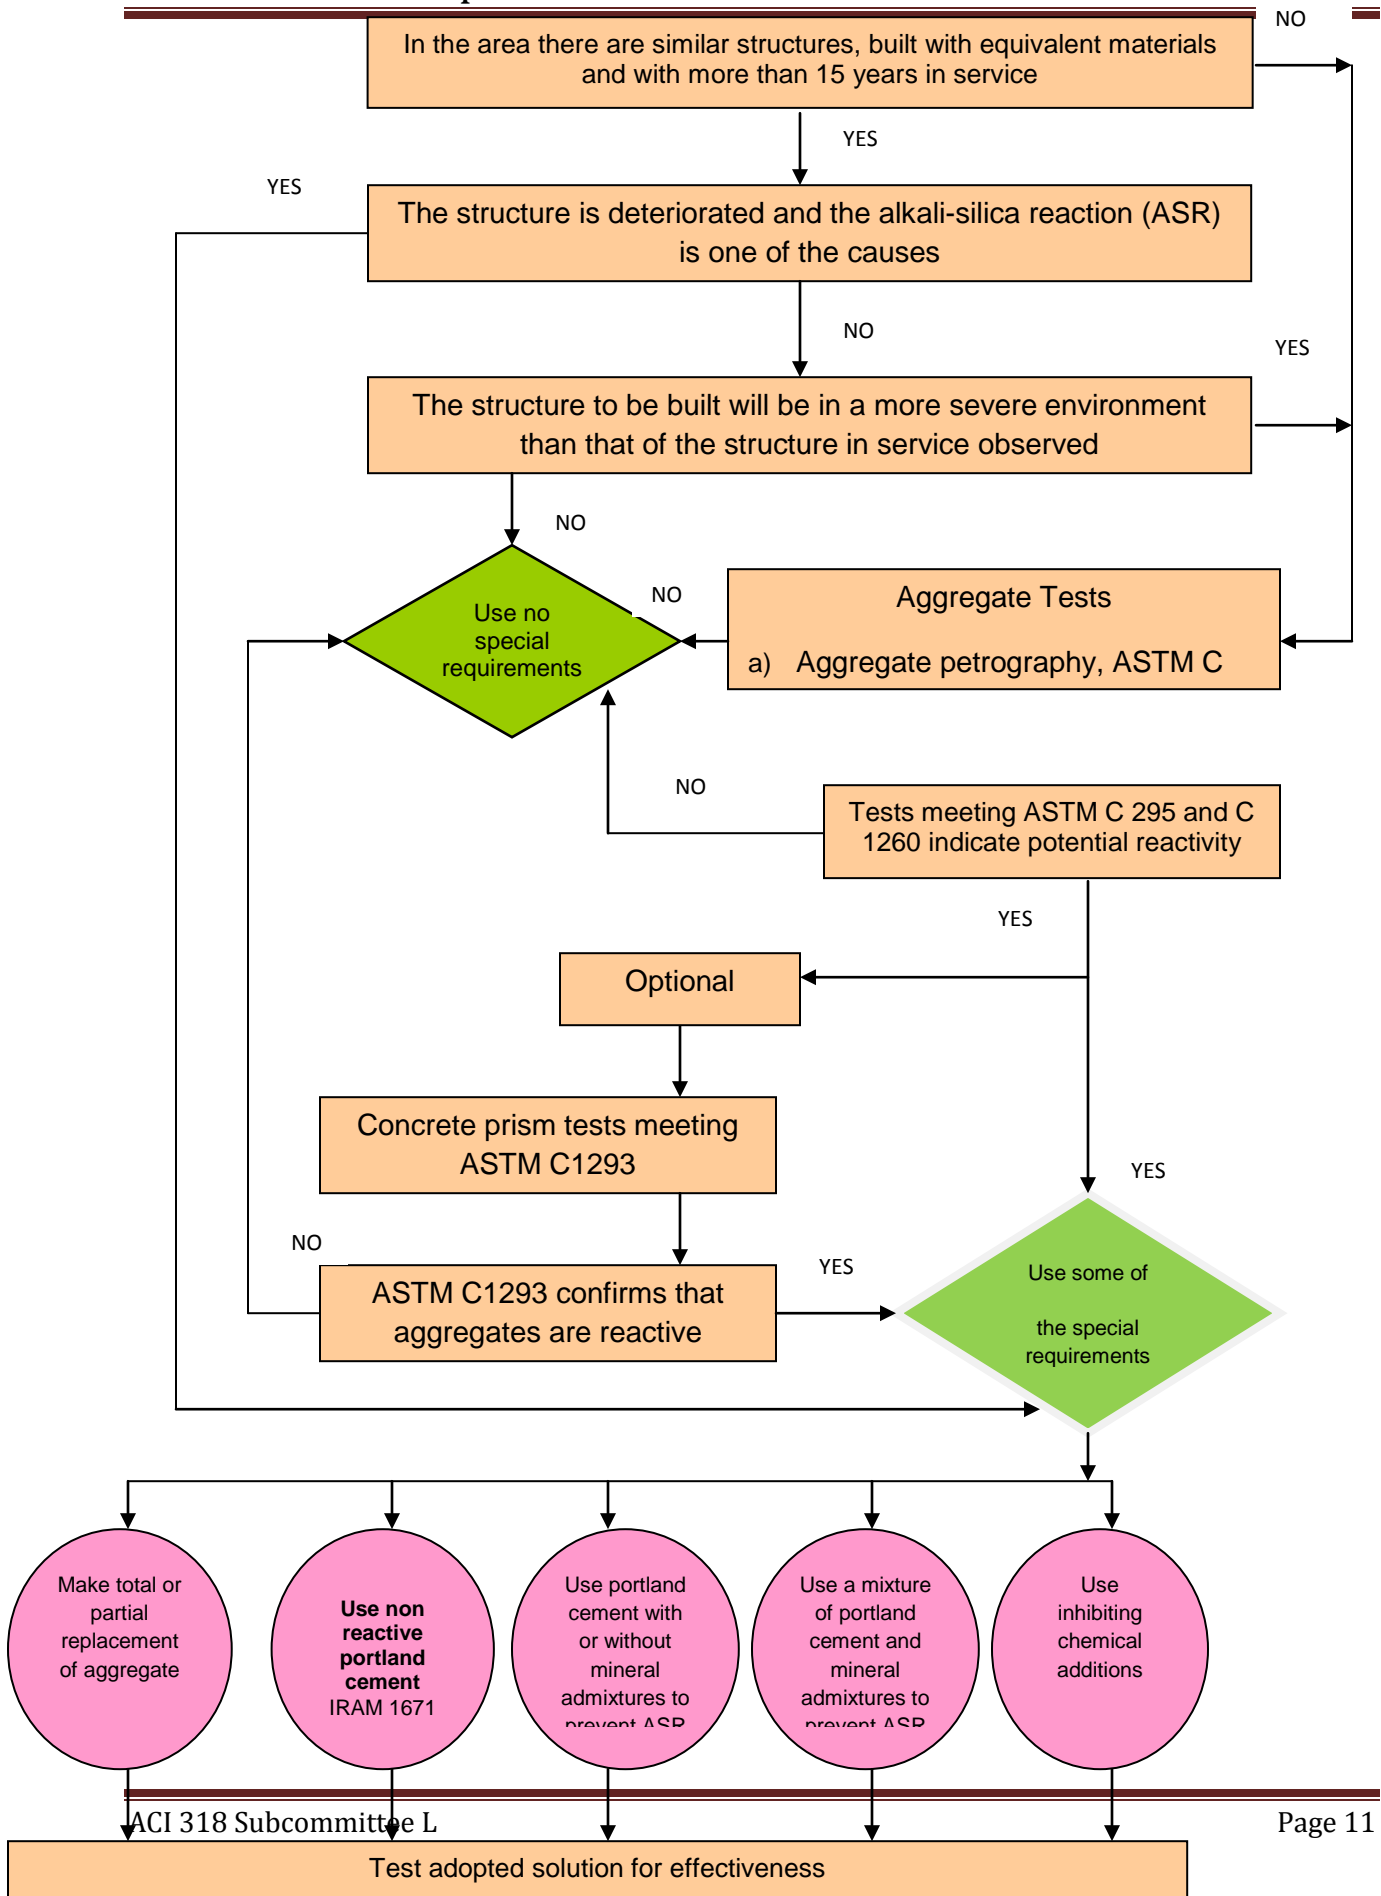 NO
In the area there are similar structures, built with equivalent materials
and with more than 15 years in service
YES
YES
The structure is deteriorated and the alkali-silica reaction (ASR)
is one of the causes
NO
YES
The structure to be built will be in a more severe environment
than that of the structure in service observed
NO
Use no
special
requirements
NO
Aggregate Tests
a) Aggregate petrography, ASTM C
NO
Tests meeting ASTM C 295 and C
1260 indicate potential reactivity
YES
Optional
Concrete prism tests meeting
ASTM C1293
YES
NO
ASTM C1293 confirms that
aggregates are reactive
YES
Use some of
the special
requirements
Make total or
partial
replacement
of aggregate
Use non
reactive
portland
cement
IRAM 1671
Use portland
cement with
or without
mineral
admixtures to
prevent ASR
Use a mixture
of portland
cement and
mineral
admixtures to
prevent ASR
Use
inhibiting
chemical
additions
ACI 318 Subcommittee L
Page 11
Test adopted solution for effectiveness